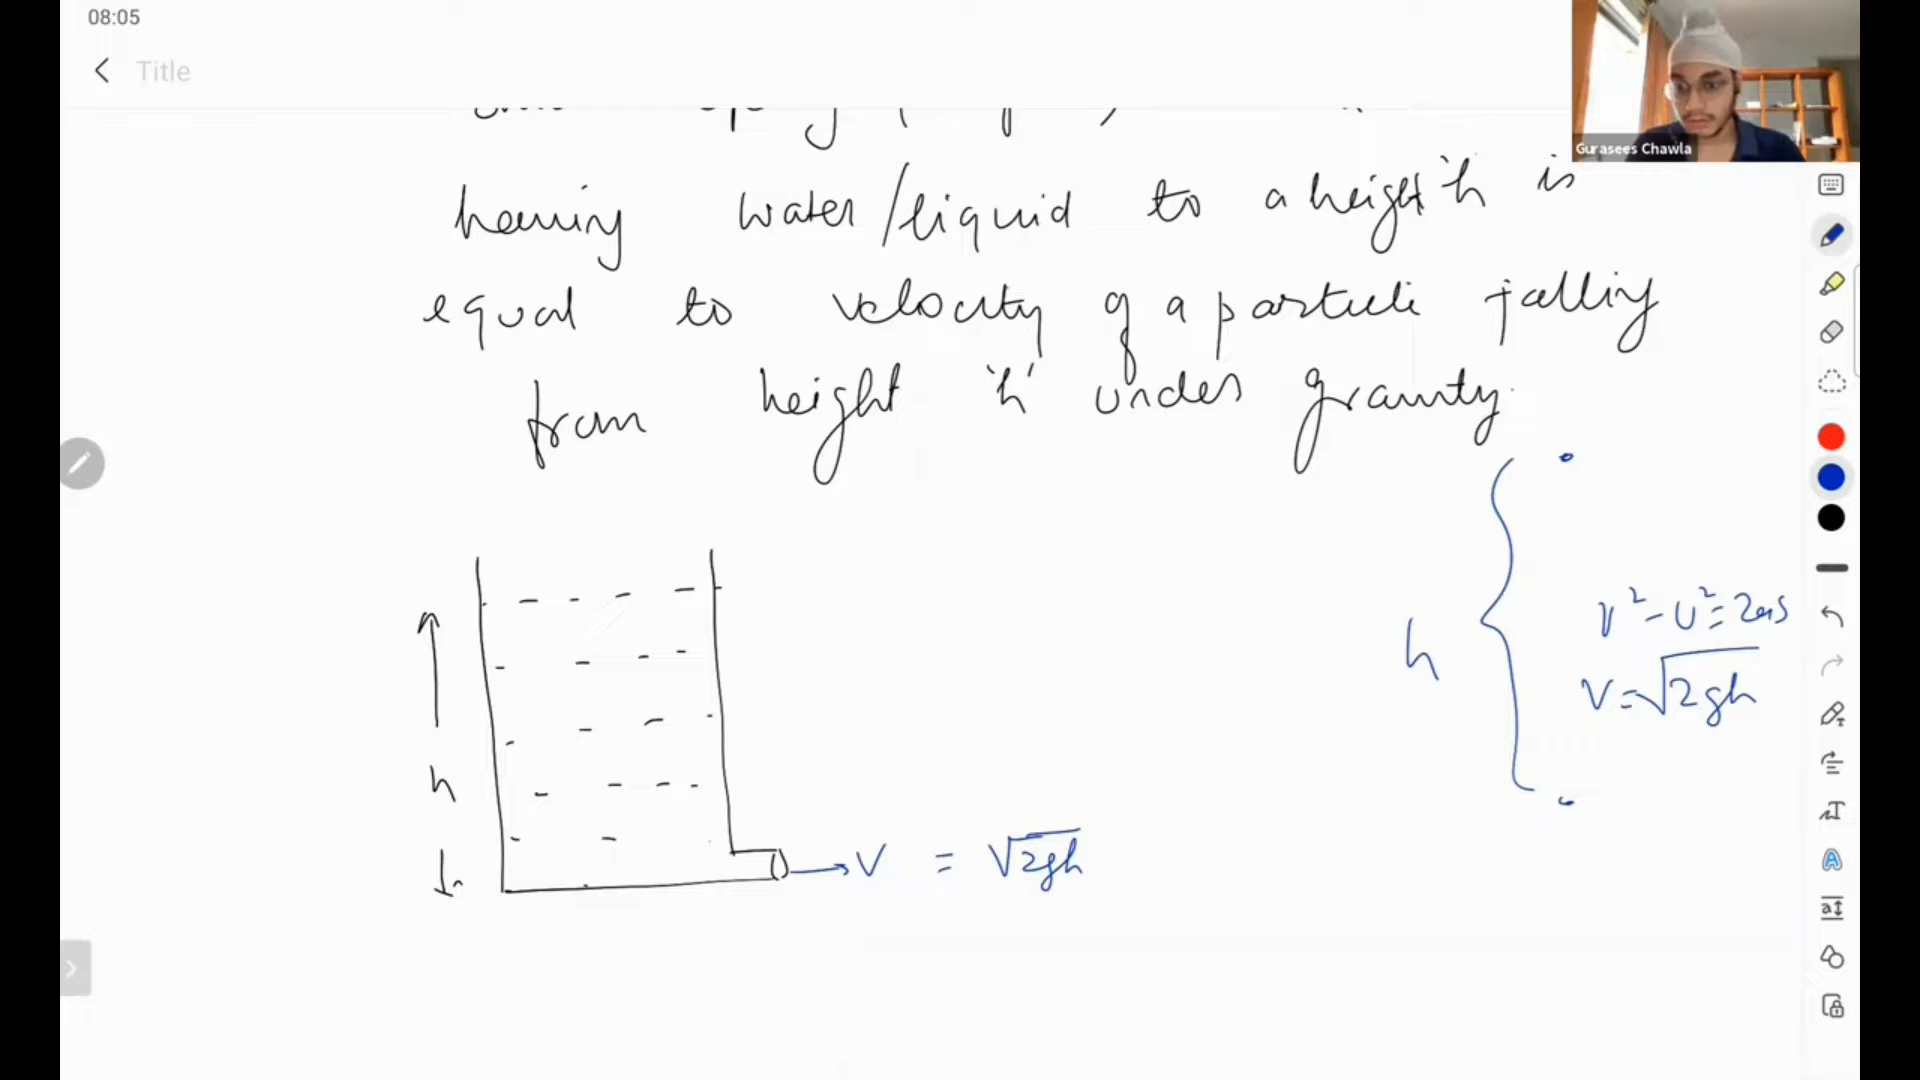 08:05
Title
Gurasees Chawla
having water/liquid to a height 'h is
equal to velocity of a particle falling
from height 'h' under gravity.
h
V² - U² = 2as
V = √2gh
h
V = √2gh